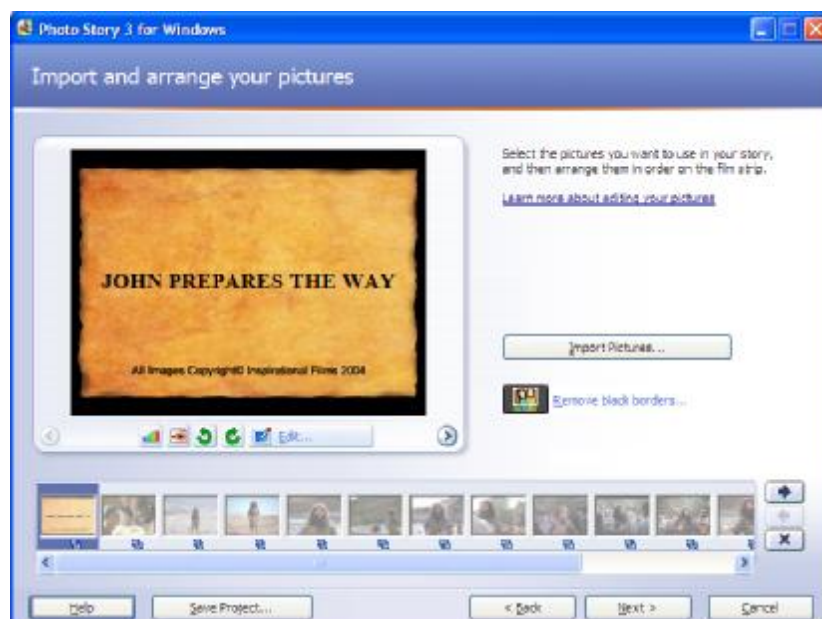 Photo Story 3 for Windows
Import and arrange your pictures
Select the pictures you want to use in your story,
and then arrange them in order on the film strip.
Learn more about editing your pictures
JOHN PREPARES THE WAY
All Images Copyright© Inspirational Films 2004
Import Pictures...
Remove black borders...
Edit...
Help
Save Project...
< Back
Next >
Cancel